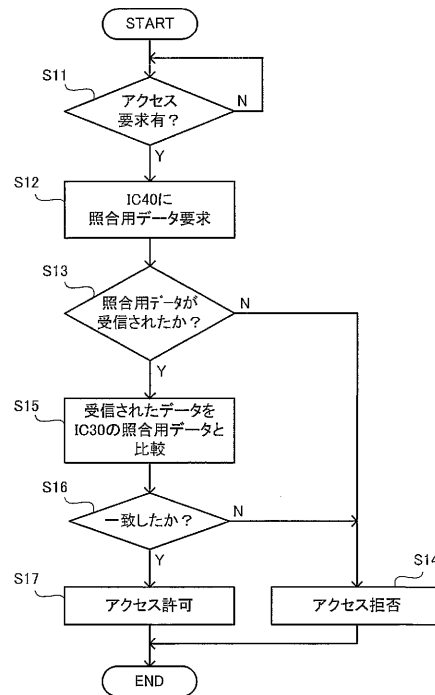 START
S11
アクセス
要求有?
N
Y
S12
IC40に
照合用データ要求
S13
照合用データが
受信されたか?
N
Y
S15
受信されたデータを
IC30の照合用データと
比較
S16
一致したか?
N
Y
S17
アクセス許可
S14
アクセス拒否
END